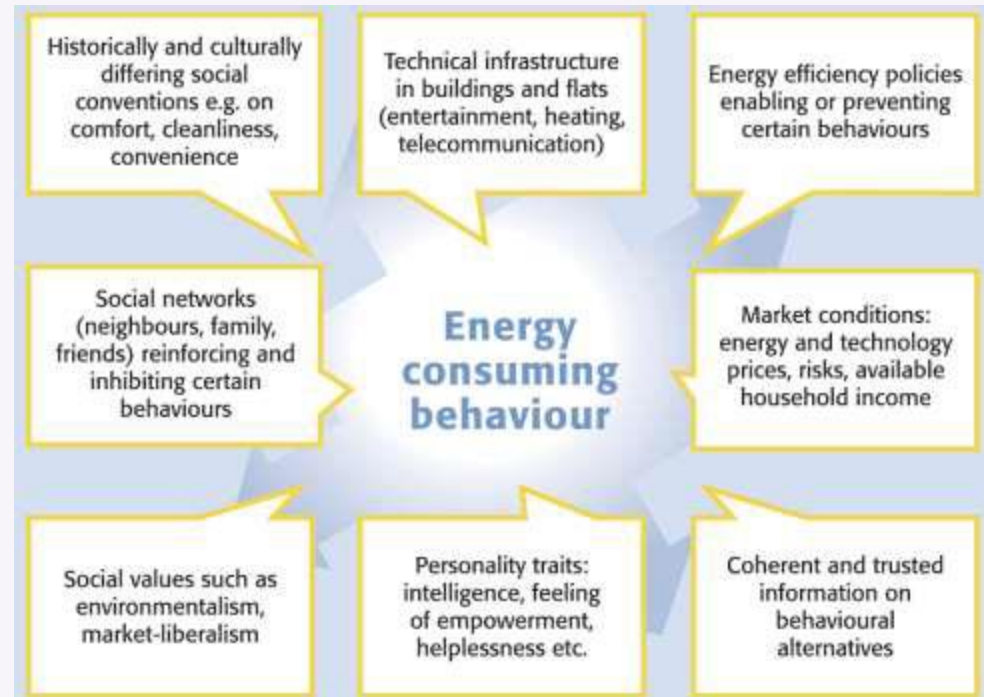 Historically and culturally
differing social
conventions e.g. on
comfort, cleanliness,
convenience
Technical infrastructure
in buildings and flats
(entertainment, heating,
telecommunication)
Energy efficiency policies
enabling or preventing
certain behaviours
Social networks
(neighbours, family,
friends) reinforcing and
inhibiting certain
behaviours
Energy
consuming
behaviour
Market conditions:
energy and technology
prices, risks, available
household income
Social values such as
environmentalism,
market-liberalism
Personality traits:
intelligence, feeling
of empowerment,
helplessness etc.
Coherent and trusted
information on
behavioural
alternatives